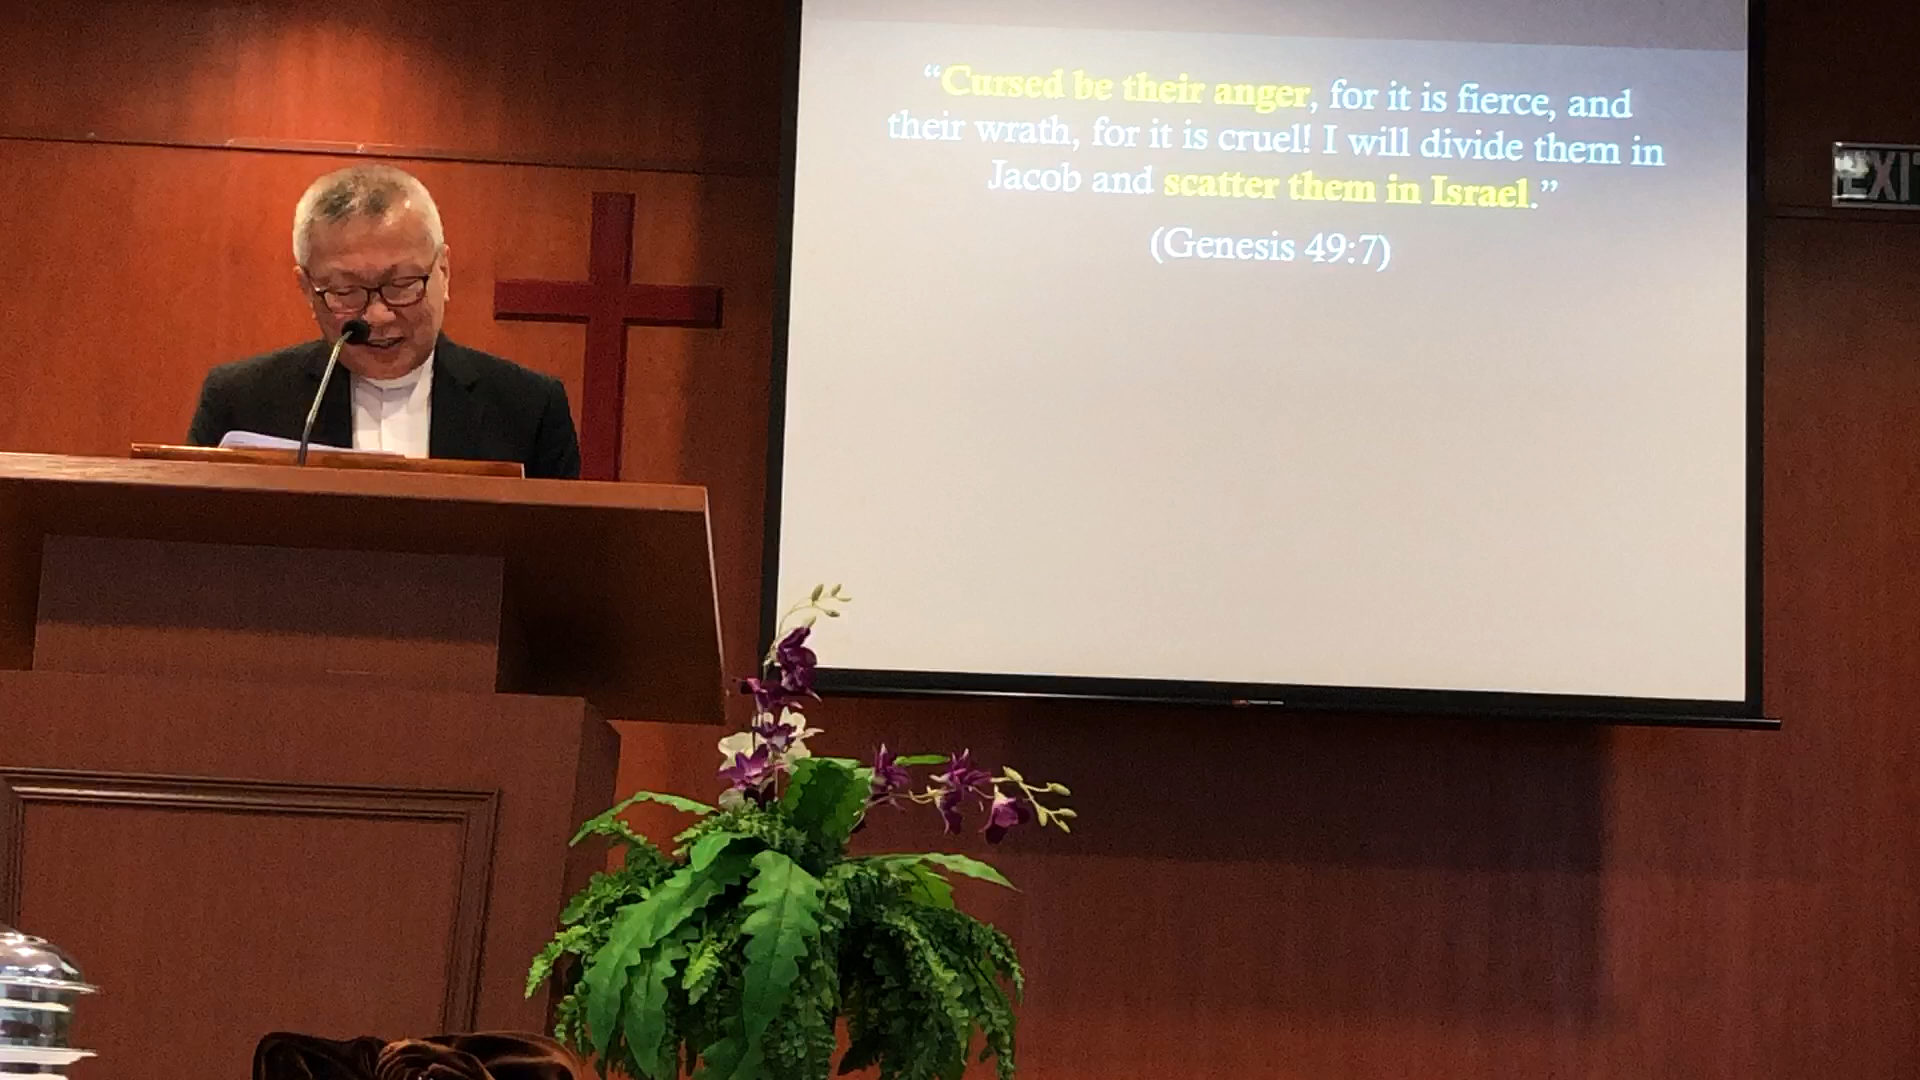 “Cursed be their anger, for it is fierce, and
their wrath, for it is cruel! I will divide them in
Jacob and scatter them in Israel.”
(Genesis 49:7)
EXIT